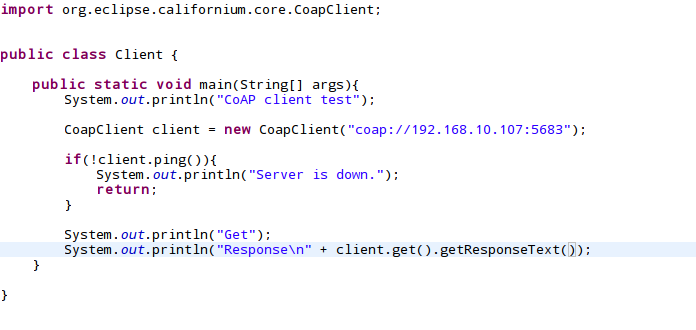 import org.eclipse.californium.core.CoapClient;
public class Client {
public static void main(String[] args){
System.out.println("CoAP client test");
CoapClient client = new CoapClient("coap://192.168.10.107:5683");
if(!client.ping()){
System.out.println("Server is down.");
return;
}
System.out.println("Get");
System.out.println("Response\n" + client.get().getResponseText());
}
}